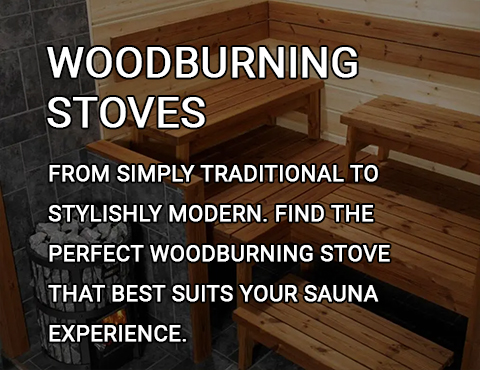 WOODBURNING
STOVES
FROM SIMPLY TRADITIONAL TO
STYLISHLY MODERN. FIND THE
PERFECT WOODBURNING STOVE
THAT BEST SUITS YOUR SAUNA
EXPERIENCE.